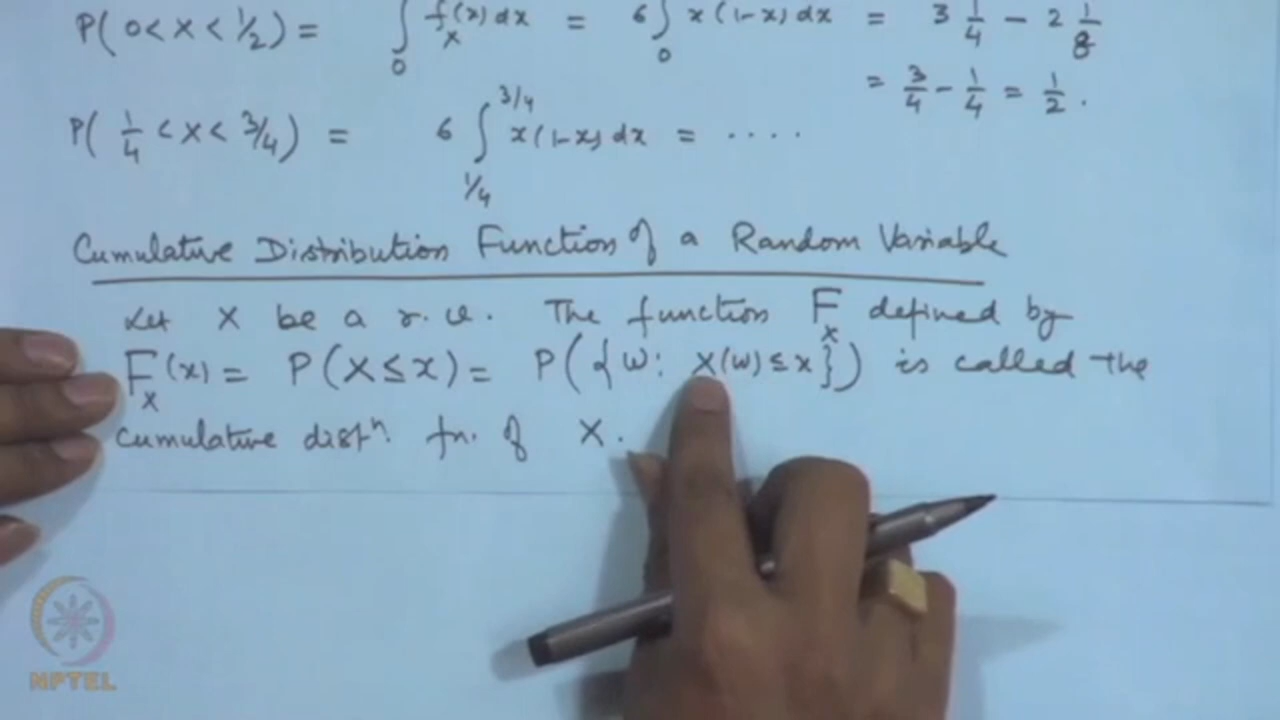 P(0<X<1/2) = ∫₀ f_X(x)dx = 6∫₀ x(1-x)dx = 3 1/4 - 2 1/8
= 3/4 - 1/4 = 1/2.
P(1/4<X<3/4) = 6 ∫_{1/4}^{3/4} x(1-x)dx = ....
Cumulative Distribution Function of a Random Variable
Let X be a r.v. The function F_X defined by
F_X(x) = P(X≤x) = P({ω: X(ω)≤x}) is called the
cumulative distⁿ. fn. of X.
NPTEL